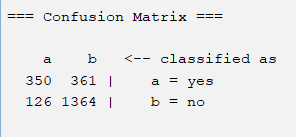 === Confusion Matrix ===
a b <-- classified as
350 361 | a = yes
126 1364 | b = no